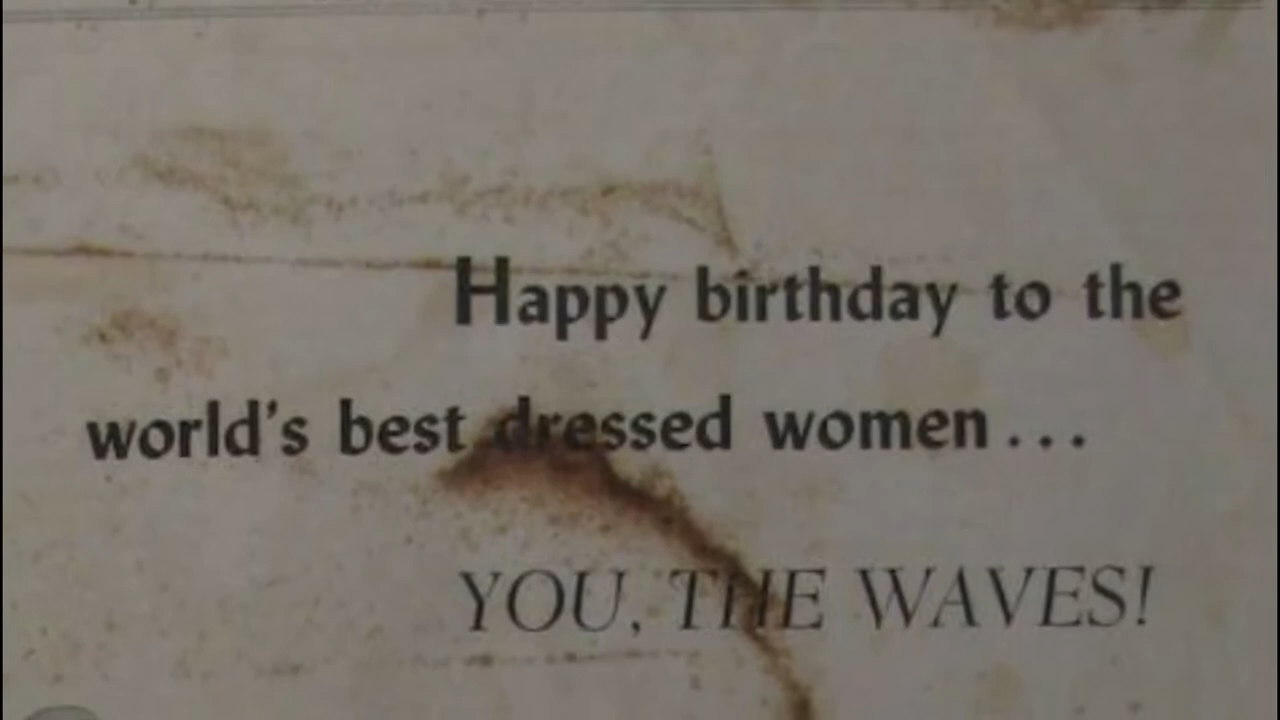 Happy birthday to the
world's best dressed women...
YOU, THE WAVES!